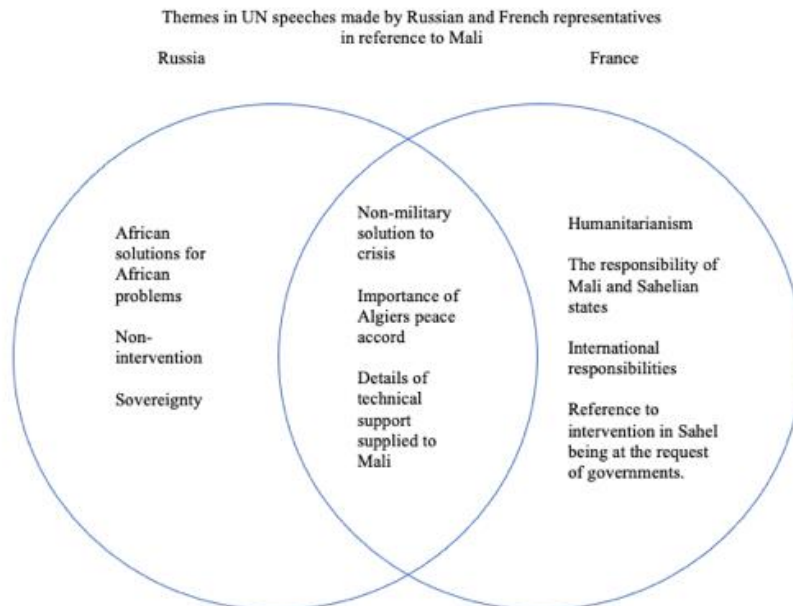 Themes in UN speeches made by Russian and French representatives
in reference to Mali
Russia
France
African
solutions for
African
problems
Non-
intervention
Sovereignty
Non-military
solution to
crisis
Importance of
Algiers peace
accord
Details of
technical
support
supplied to
Mali
Humanitarianism
The responsibility of
Mali and Sahelian
states
International
responsibilities
Reference to
intervention in Sahel
being at the request
of governments.